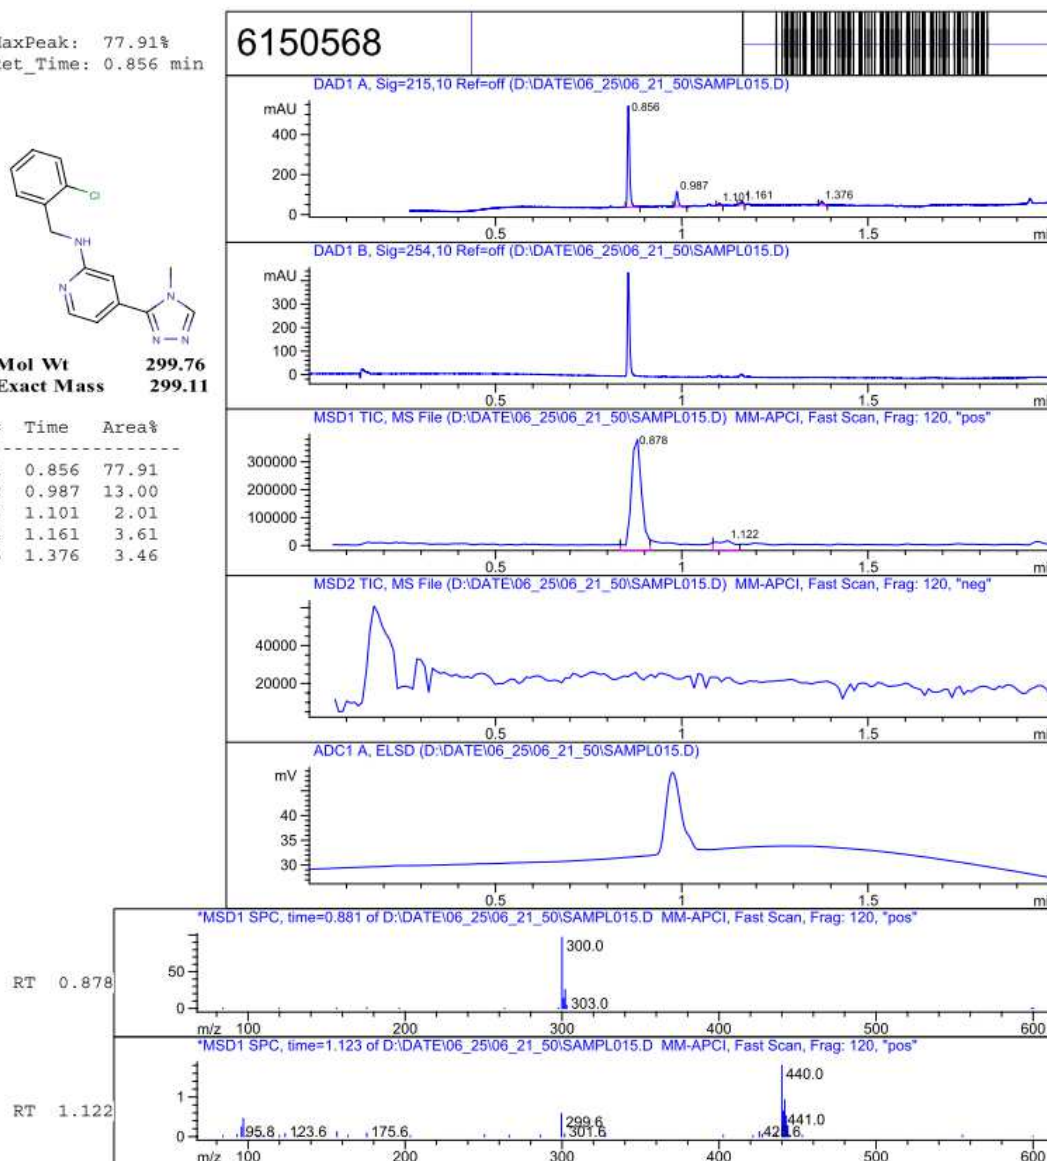 MaxPeak: 77.91%
Ret_Time: 0.856 min
6150568
Cl
NH
N
N
N
N
Mol Wt 299.76
Exact Mass 299.11
# Time Area%
-----------------
0.856 77.91
0.987 13.00
1.101 2.01
1.161 3.61
1.376 3.46
DAD1 A, Sig=215,10 Ref=off (D:\DATE\06_25\06_21_50\SAMPL015.D)
mAU
400
200
0
0.856
0.987
1.101
1.161
1.376
0.5 1 1.5 mi
DAD1 B, Sig=254,10 Ref=off (D:\DATE\06_25\06_21_50\SAMPL015.D)
mAU
300
200
100
0
0.5 1 1.5 mi
MSD1 TIC, MS File (D:\DATE\06_25\06_21_50\SAMPL015.D) MM-APCI, Fast Scan, Frag: 120, "pos"
300000
200000
100000
0
0.878
1.122
0.5 1 1.5 mi
MSD2 TIC, MS File (D:\DATE\06_25\06_21_50\SAMPL015.D) MM-APCI, Fast Scan, Frag: 120, "neg"
40000
20000
0.5 1 1.5 mi
ADC1 A, ELSD (D:\DATE\06_25\06_21_50\SAMPL015.D)
mV
40
35
30
0.5 1 1.5 mi
*MSD1 SPC, time=0.881 of D:\DATE\06_25\06_21_50\SAMPL015.D MM-APCI, Fast Scan, Frag: 120, "pos"
RT 0.878
50
0
300.0
303.0
m/z 100 200 300 400 500 600
*MSD1 SPC, time=1.123 of D:\DATE\06_25\06_21_50\SAMPL015.D MM-APCI, Fast Scan, Frag: 120, "pos"
RT 1.122
1
0
95.8
123.6
175.6
299.6
301.6
440.0
441.0
m/z 100 200 300 400 500 600